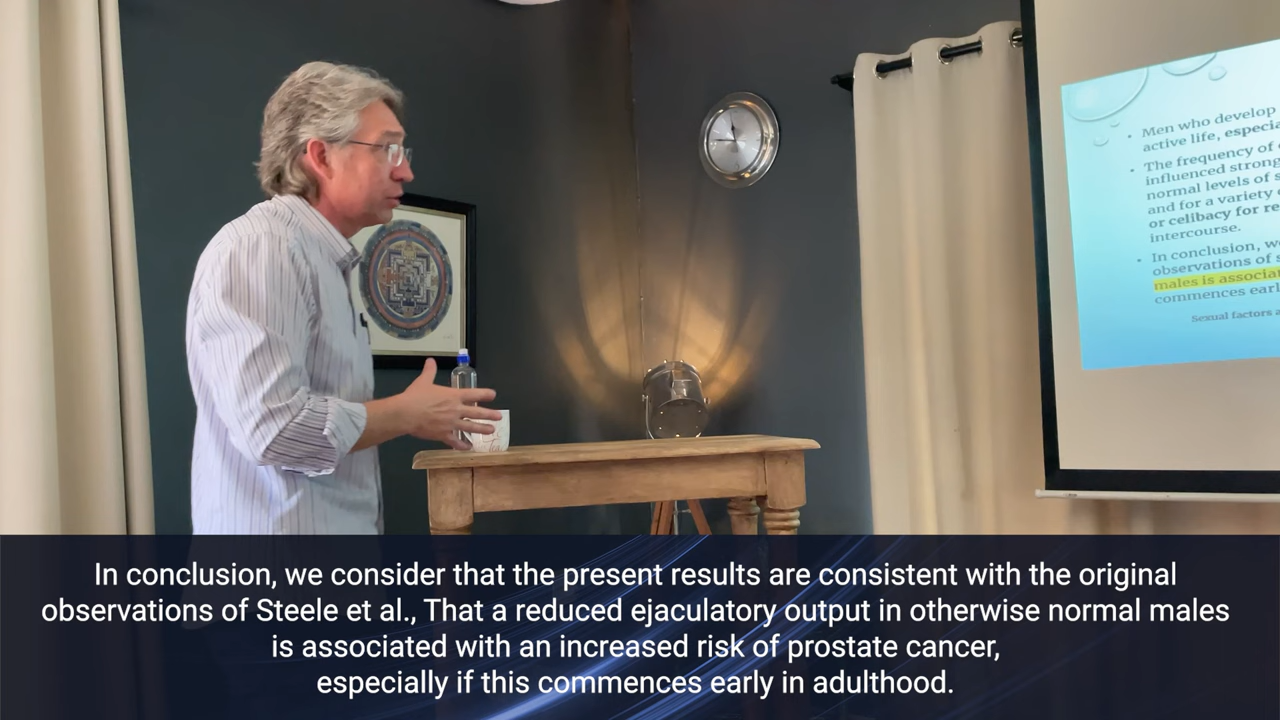 • Men who develop
active life, especia
• The frequency of
influenced strong
normal levels of s
and for a variety
or celibacy for re
intercourse.
• In conclusion, we
observations of s
males is associat
commences earl
Sexual factors a
In conclusion, we consider that the present results are consistent with the original
observations of Steele et al., That a reduced ejaculatory output in otherwise normal males
is associated with an increased risk of prostate cancer,
especially if this commences early in adulthood.